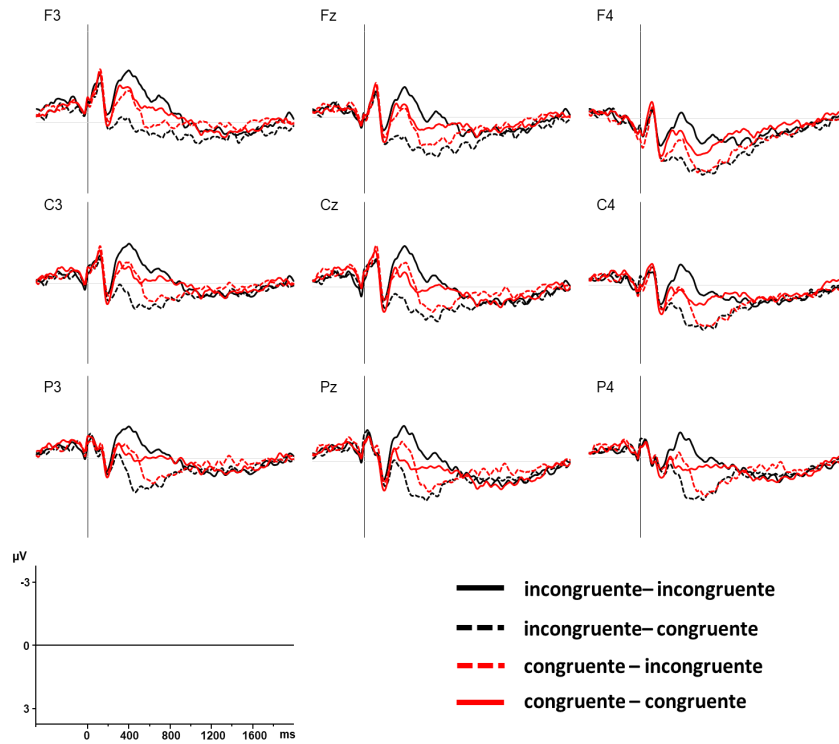 F3 Fz F4
C3 Cz C4
P3 Pz P4
µV
-3
0
3
0 400 800 1200 1600 ms
incongruente– incongruente
incongruente– congruente
congruente – incongruente
congruente – congruente